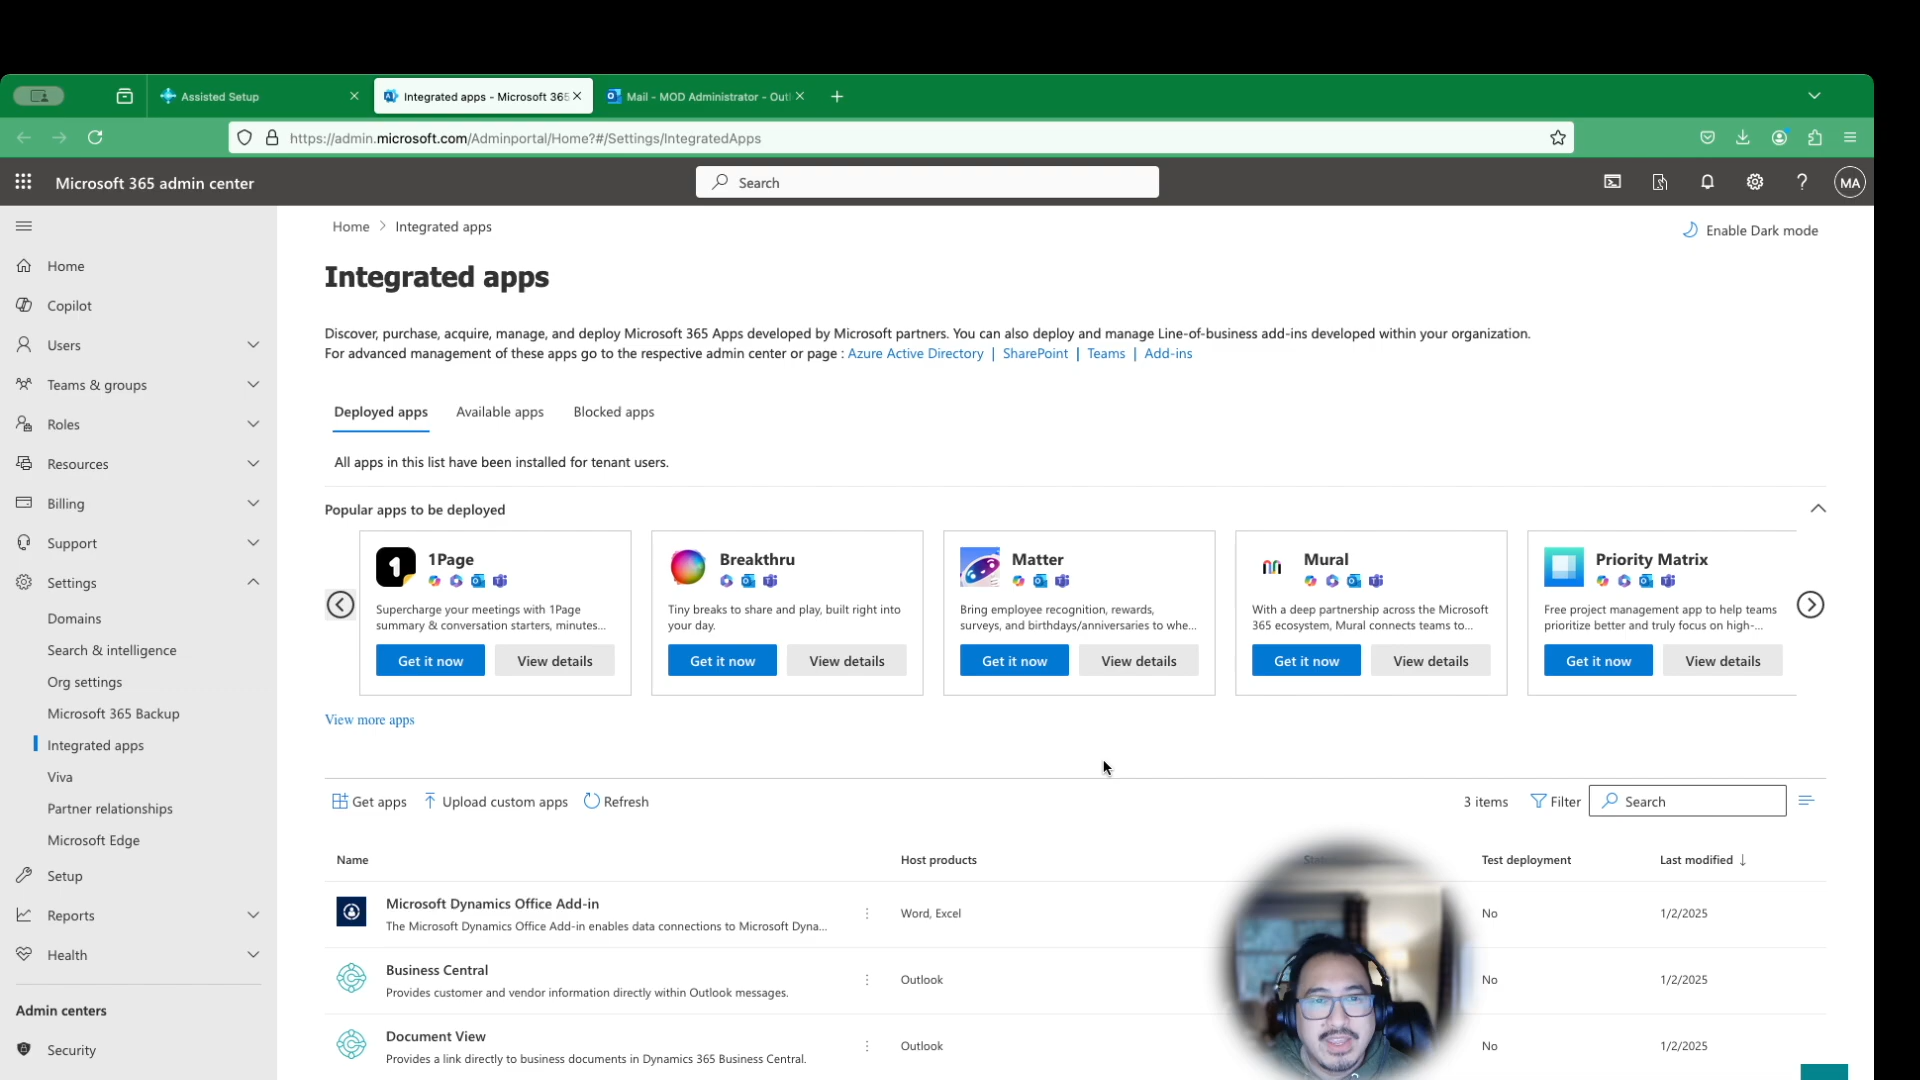 Assisted Setup
Integrated apps - Microsoft 365
Mail - MOD Administrator - Outl
https://admin.microsoft.com/Adminportal/Home?#/Settings/IntegratedApps
Microsoft 365 admin center
Search
MA
Home
Copilot
Users
Teams & groups
Roles
Resources
Billing
Support
Settings
Domains
Search & intelligence
Org settings
Microsoft 365 Backup
Integrated apps
Viva
Partner relationships
Microsoft Edge
Setup
Reports
Health
Admin centers
Security
Home > Integrated apps
Enable Dark mode
Integrated apps
Discover, purchase, acquire, manage, and deploy Microsoft 365 Apps developed by Microsoft partners. You can also deploy and manage Line-of-business add-ins developed within your organization.
For advanced management of these apps go to the respective admin center or page : Azure Active Directory | SharePoint | Teams | Add-ins
Deployed apps Available apps Blocked apps
All apps in this list have been installed for tenant users.
Popular apps to be deployed
1Page
Supercharge your meetings with 1Page
summary & conversation starters, minutes...
Get it now View details
Breakthru
Tiny breaks to share and play, built right into
your day.
Get it now View details
Matter
Bring employee recognition, rewards,
surveys, and birthdays/anniversaries to whe...
Get it now View details
Mural
With a deep partnership across the Microsoft
365 ecosystem, Mural connects teams to...
Get it now View details
Priority Matrix
Free project management app to help teams
prioritize better and truly focus on high-...
Get it now View details
View more apps
Get apps Upload custom apps Refresh
3 items Filter Search
Name Host products Test deployment Last modified ↓
Microsoft Dynamics Office Add-in
The Microsoft Dynamics Office Add-in enables data connections to Microsoft Dyna...
Word, Excel No 1/2/2025
Business Central
Provides customer and vendor information directly within Outlook messages.
Outlook No 1/2/2025
Document View
Provides a link directly to business documents in Dynamics 365 Business Central.
Outlook No 1/2/2025